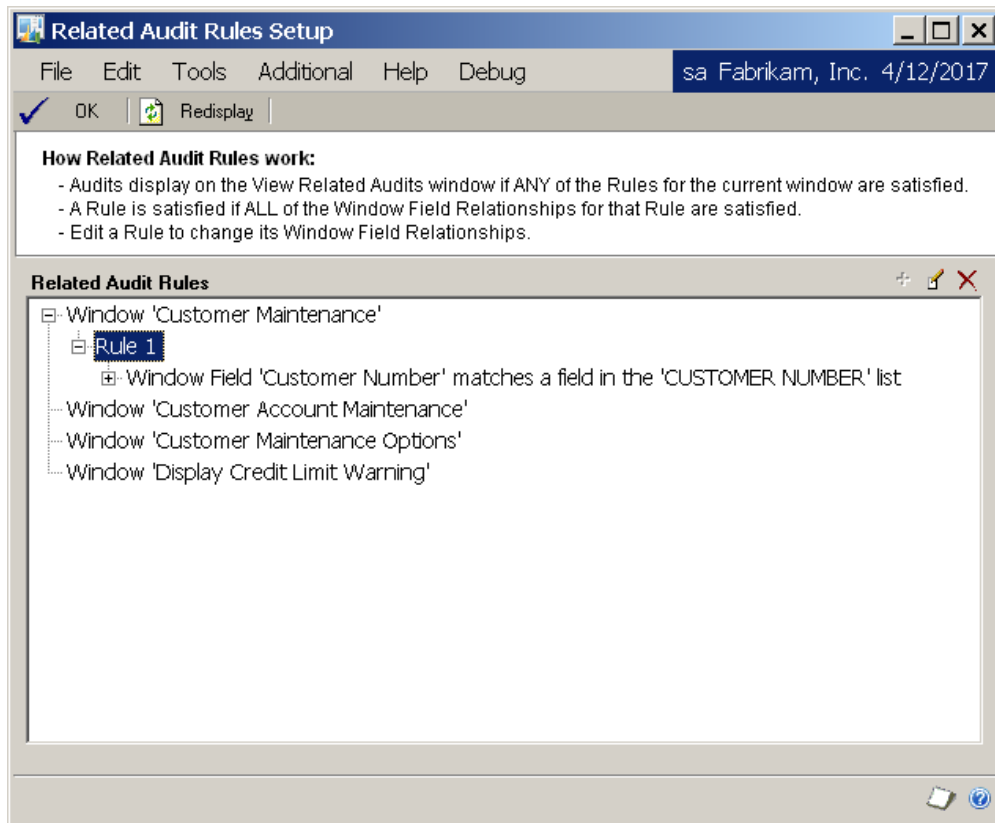 Related Audit Rules Setup
File Edit Tools Additional Help Debug sa Fabrikam, Inc. 4/12/2017
OK Redisplay
How Related Audit Rules work:
- Audits display on the View Related Audits window if ANY of the Rules for the current window are satisfied.
- A Rule is satisfied if ALL of the Window Field Relationships for that Rule are satisfied.
- Edit a Rule to change its Window Field Relationships.
Related Audit Rules
Window 'Customer Maintenance'
Rule 1
Window Field 'Customer Number' matches a field in the 'CUSTOMER NUMBER' list
Window 'Customer Account Maintenance'
Window 'Customer Maintenance Options'
Window 'Display Credit Limit Warning'